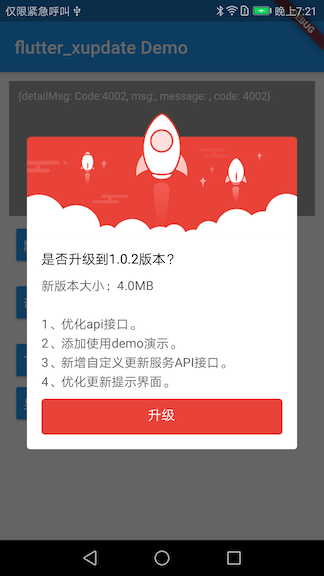 仅限紧急呼叫
晚上7:21
flutter_xupdate Demo
{detailMsg: Code:4002, msg:, message: , code: 4002}
是否升级到1.0.2版本?
新版本大小：4.0MB
1、优化api接口。
2、添加使用demo演示。
3、新增自定义更新服务API接口。
4、优化更新提示界面。
升级